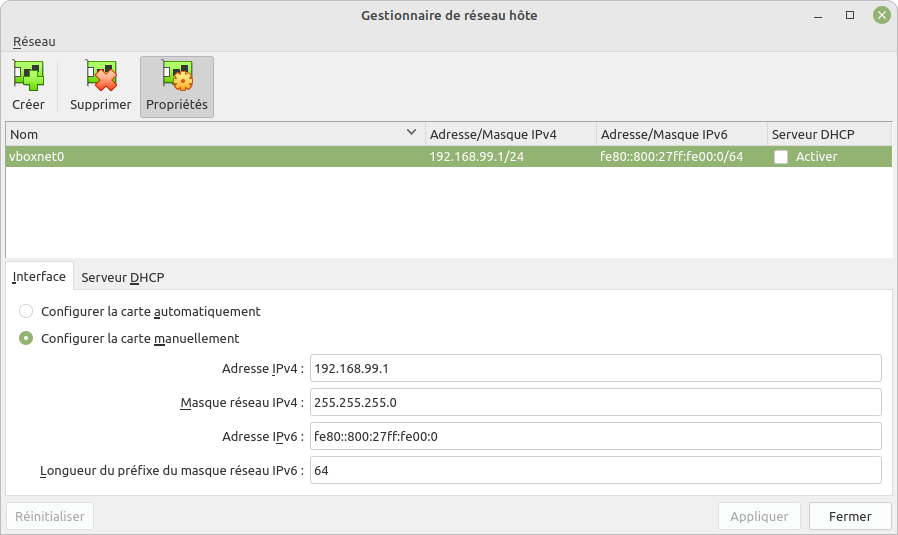 Gestionnaire de réseau hôte
Réseau
Créer Supprimer Propriétés
Nom Adresse/Masque IPv4 Adresse/Masque IPv6 Serveur DHCP
vboxnet0 192.168.99.1/24 fe80::800:27ff:fe00:0/64 Activer
Interface Serveur DHCP
Configurer la carte automatiquement
Configurer la carte manuellement
Adresse IPv4 : 192.168.99.1
Masque réseau IPv4 : 255.255.255.0
Adresse IPv6 : fe80::800:27ff:fe00:0
Longueur du préfixe du masque réseau IPv6 : 64
Réinitialiser Appliquer Fermer